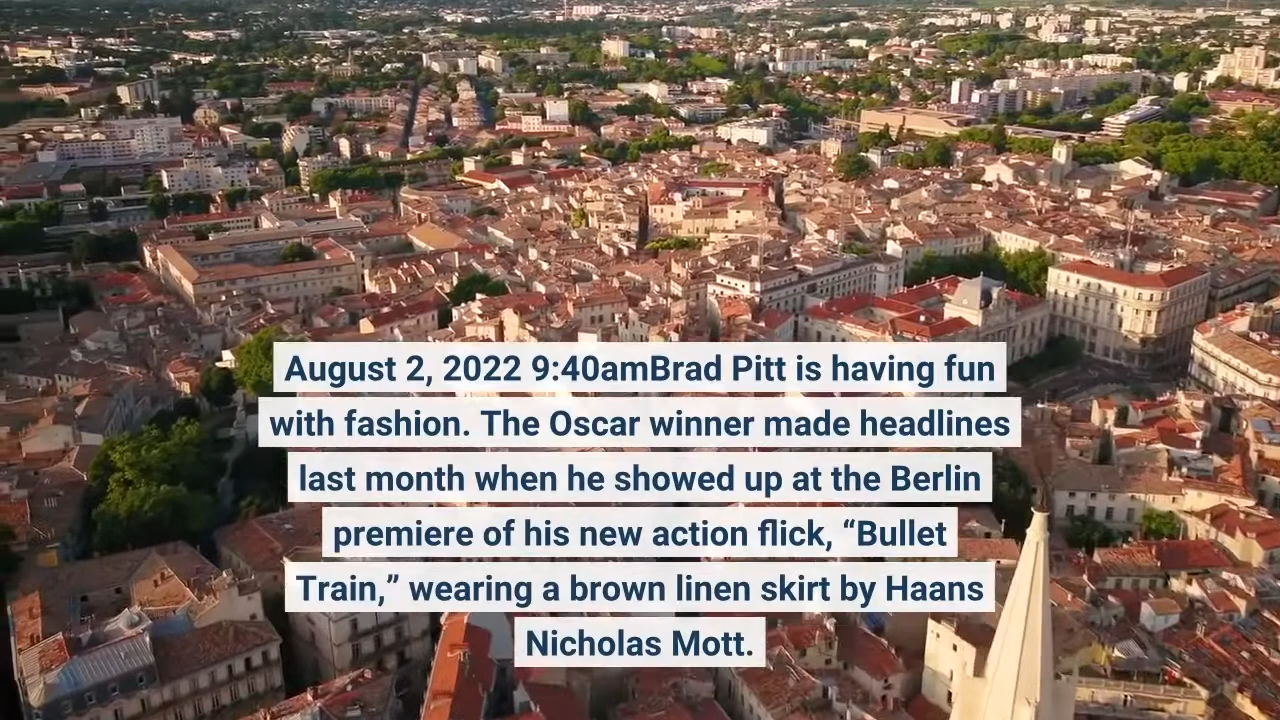 August 2, 2022 9:40amBrad Pitt is having fun
with fashion. The Oscar winner made headlines
last month when he showed up at the Berlin
premiere of his new action flick, “Bullet
Train,” wearing a brown linen skirt by Haans
Nicholas Mott.